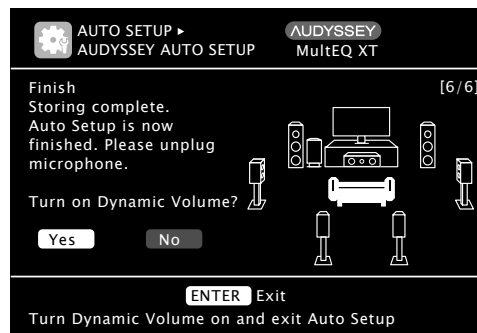 AUTO SETUP ▸
AUDYSSEY AUTO SETUP
AUDYSSEY
MultEQ XT
Finish
[6/6]
Storing complete.
Auto Setup is now
finished. Please unplug
microphone.
Turn on Dynamic Volume?
Yes No
ENTER Exit
Turn Dynamic Volume on and exit Auto Setup